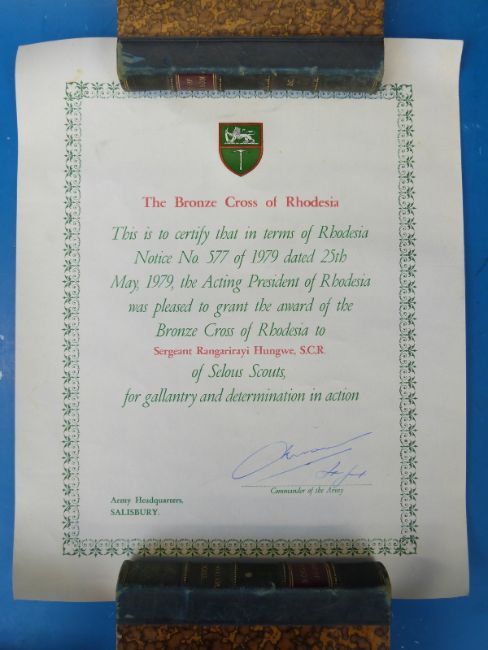 The Bronze Cross of Rhodesia
This is to certify that in terms of Rhodesia
Notice No. 577 of 1979 dated 25th
May, 1979, the Acting President of Rhodesia
was pleased to grant the award of the
Bronze Cross of Rhodesia to
Sergeant Rangarirayi Hungwe, S.C.R.
of Selous Scouts,
for gallantry and determination in action
Commander of the Army
Army Headquarters,
SALISBURY.